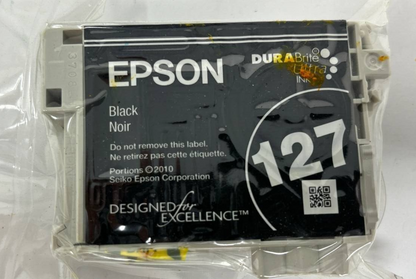 EPSON
DURABrite
Ultra
INK
Black
Noir
Do not remove this label.
Ne retirez pas cette étiquette.
Portions ©2010
Seiko Epson Corporation
127
DESIGNED for
EXCELLENCE™